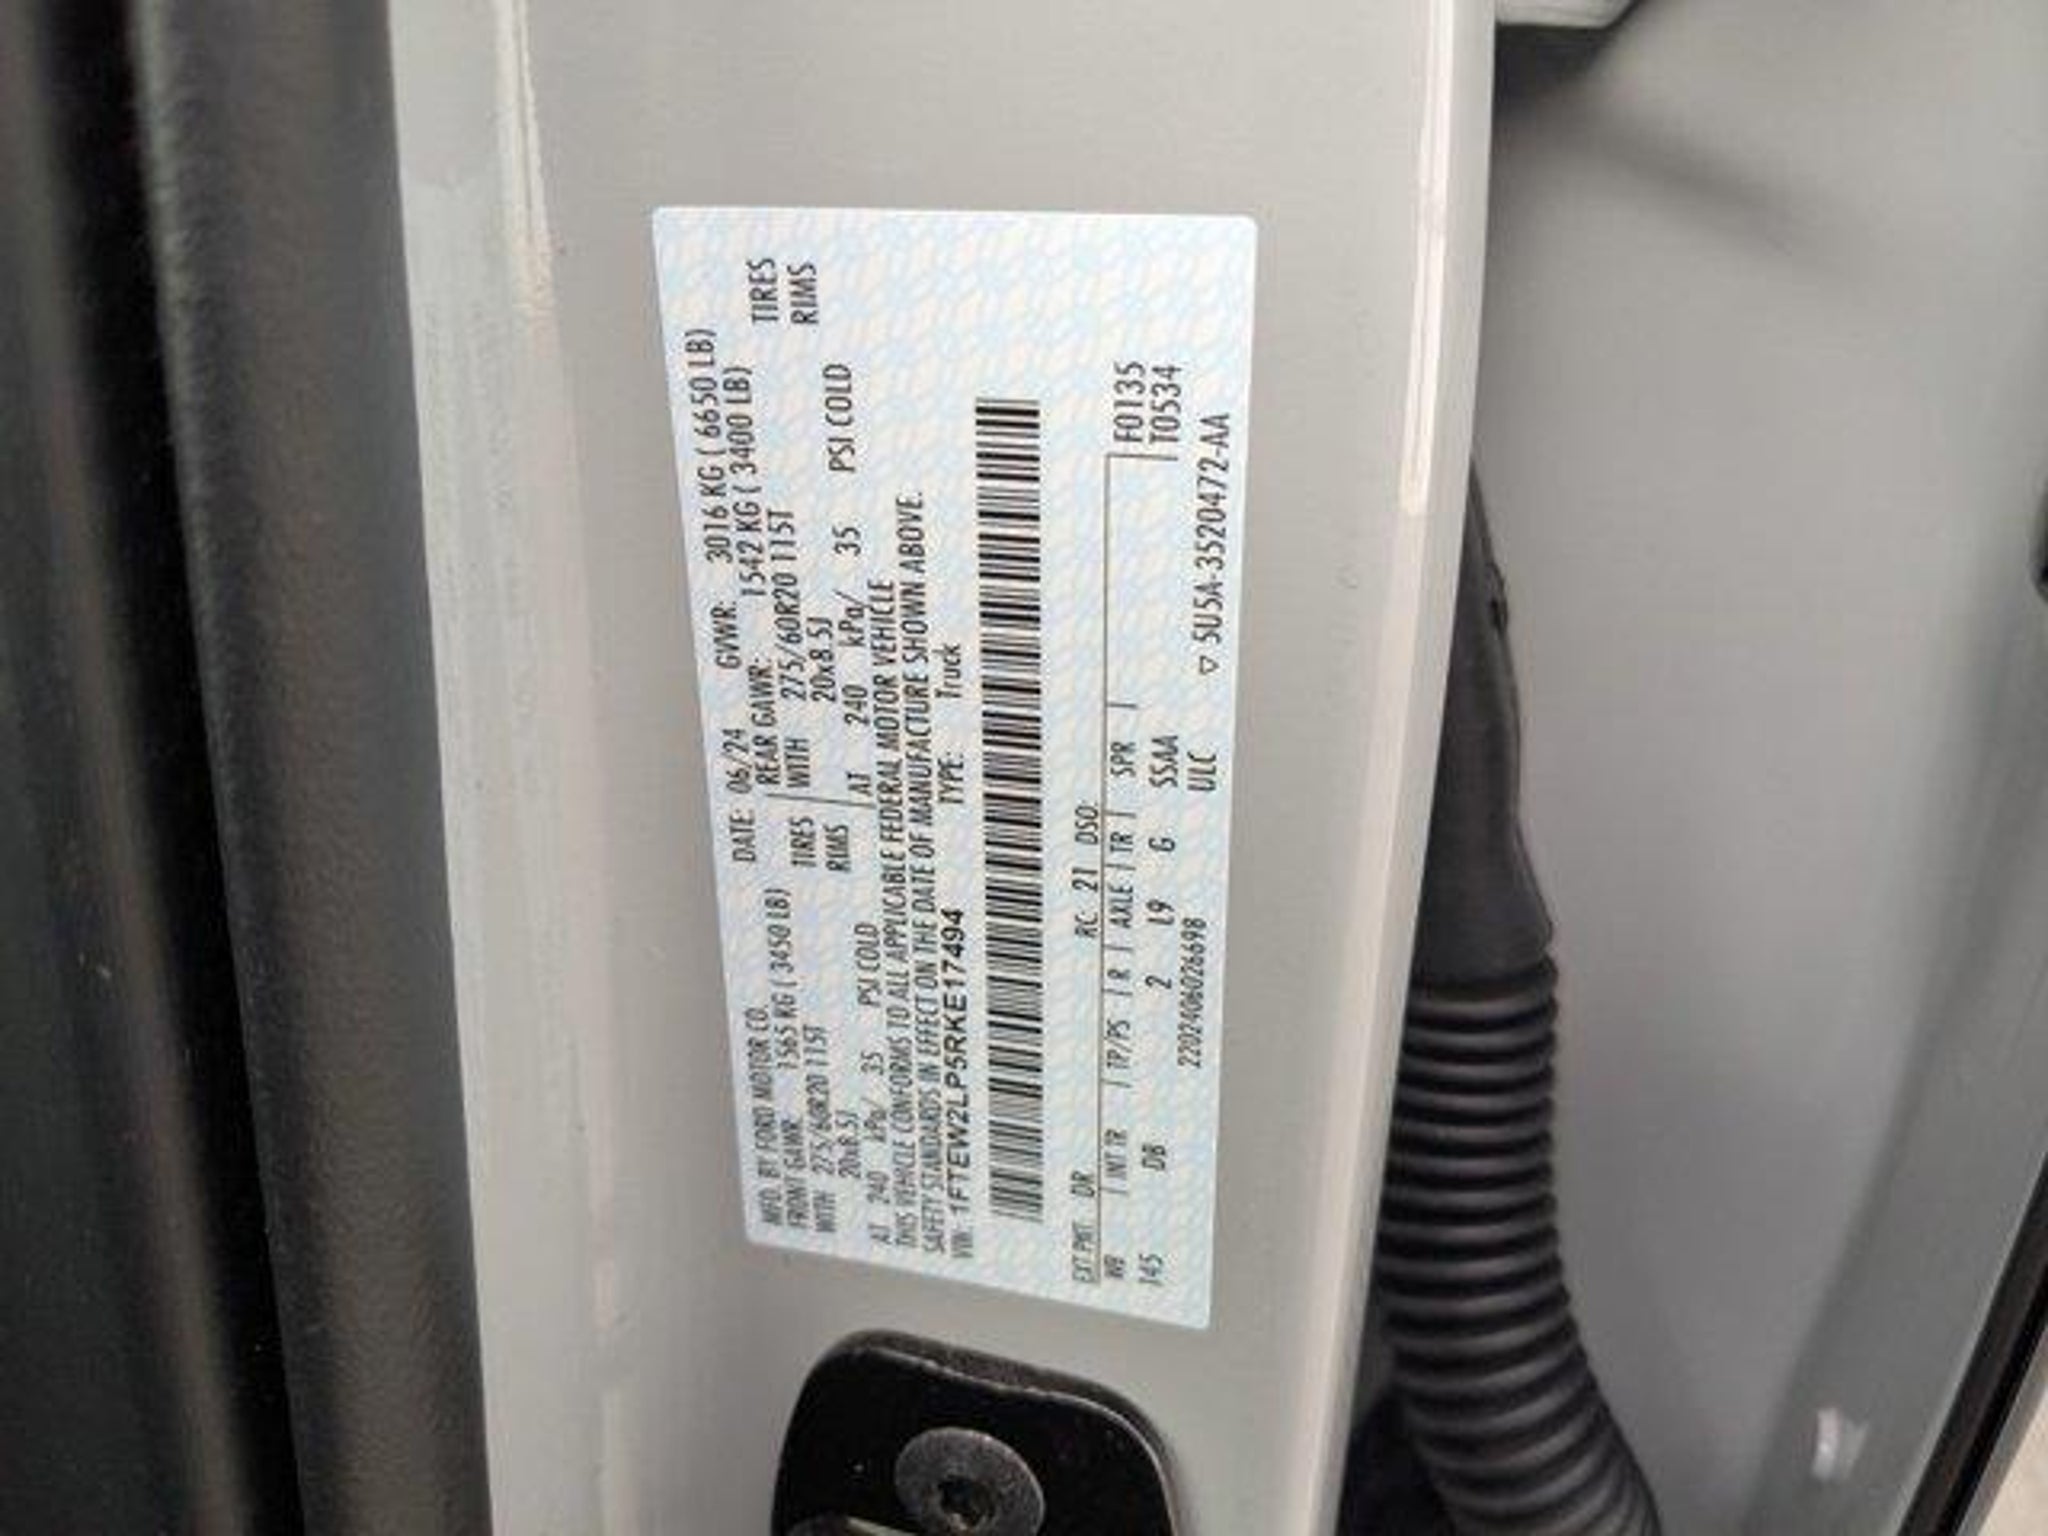 MFD. BY FORD MOTOR CO. DATE: 06/24 GVWR: 3016 KG ( 6650 LB)
FRONT GAWR: 1565 KG ( 3450 LB) REAR GAWR: 1542 KG ( 3400 LB)
WITH 275/60R20 115T TIRES WITH 275/60R20 115T TIRES
20x8.5J RIMS 20x8.5J RIMS
AT 240 kPa/ 35 PSI COLD AT 240 kPa/ 35 PSI COLD
THIS VEHICLE CONFORMS TO ALL APPLICABLE FEDERAL MOTOR VEHICLE
SAFETY STANDARDS IN EFFECT ON THE DATE OF MANUFACTURE SHOWN ABOVE.
VIN: 1FTEW2LP5RKE17494 TYPE: Truck
EXT PNT: DR RC: 21 DSO: F0135
WB INT TR TP/PS R AXLE TR SPR T0534
145 DB 2 L9 G SSAA
2202406026698 ULC ▽ 5U5A-3520472-AA